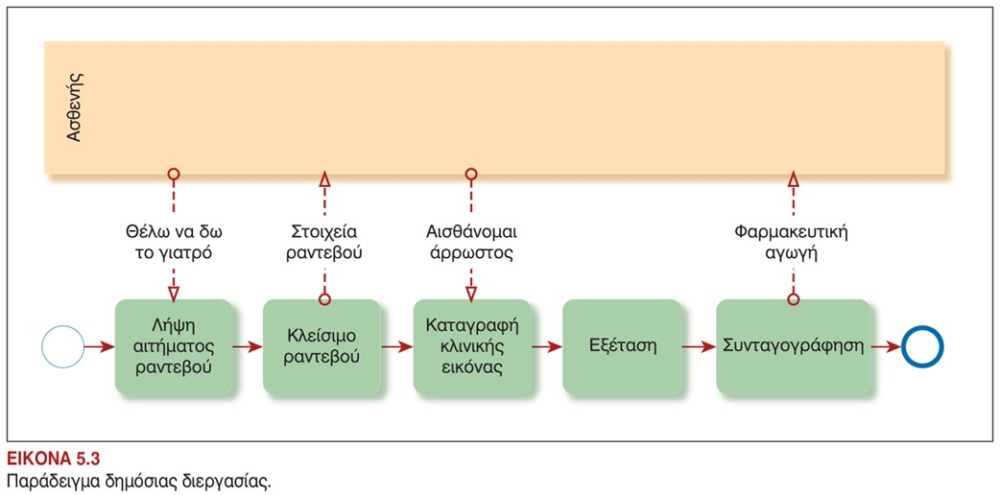 Ασθενής
Θέλω να δω
το γιατρό
Στοιχεία
ραντεβού
Αισθάνομαι
άρρωστος
Φαρμακευτική
αγωγή
Λήψη
αιτήματος
ραντεβού
Κλείσιμο
ραντεβού
Καταγραφή
κλινικής
εικόνας
Εξέταση
Συνταγογράφηση
ΕΙΚΟΝΑ 5.3
Παράδειγμα δημόσιας διεργασίας.